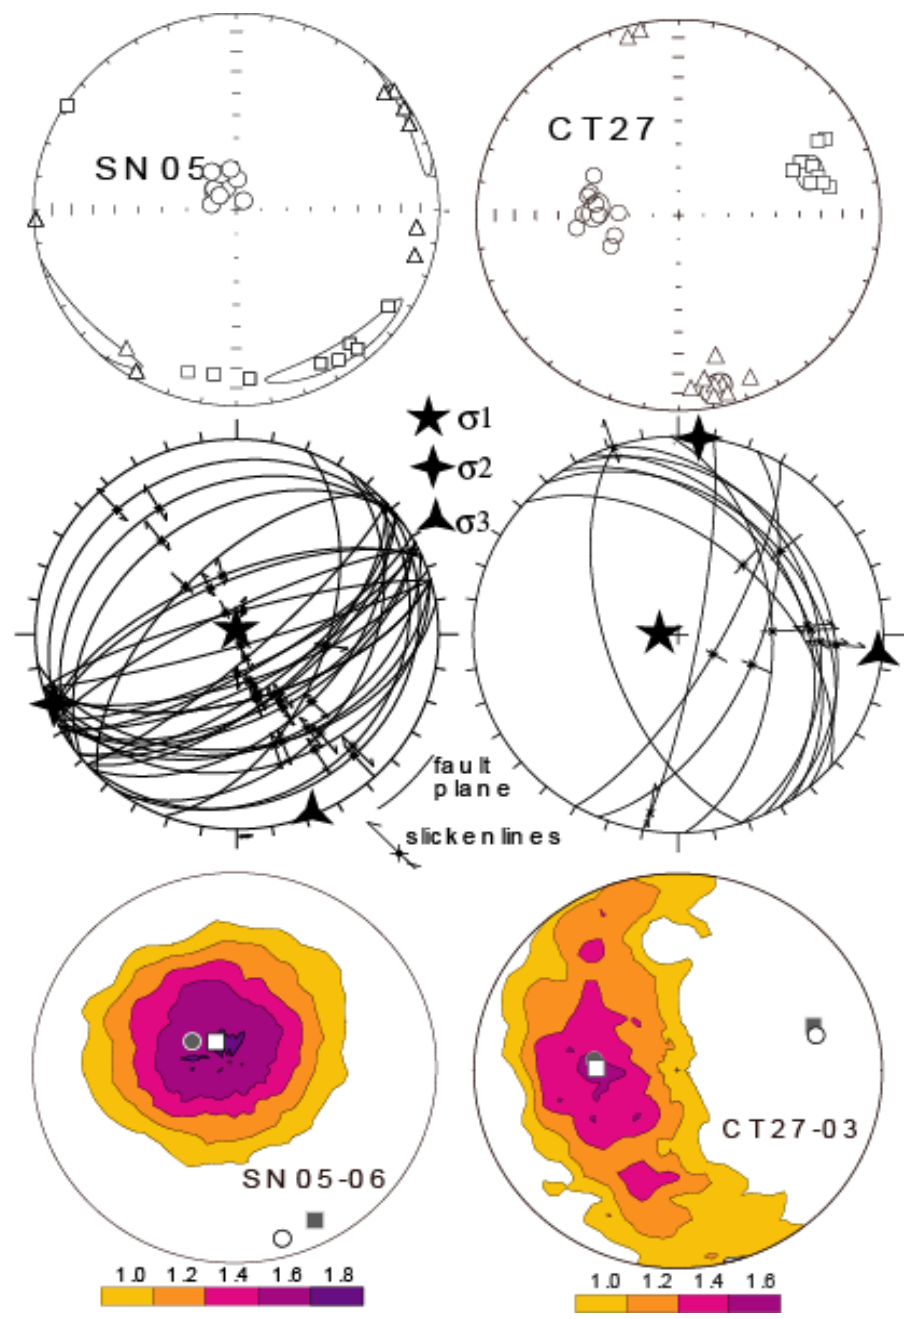 SN05
CT27
σ1
σ2
σ3
fault
plane
slickenlines
SN05-06
CT27-03
1.0 1.2 1.4 1.6 1.8
1.0 1.2 1.4 1.6